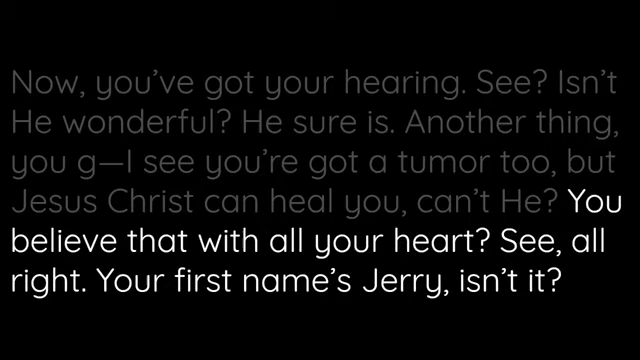 Now, you’ve got your hearing. See? Isn’t
He wonderful? He sure is. Another thing,
you g—I see you’re got a tumor too, but
Jesus Christ can heal you, can’t He? You
believe that with all your heart? See, all
right. Your first name’s Jerry, isn’t it?